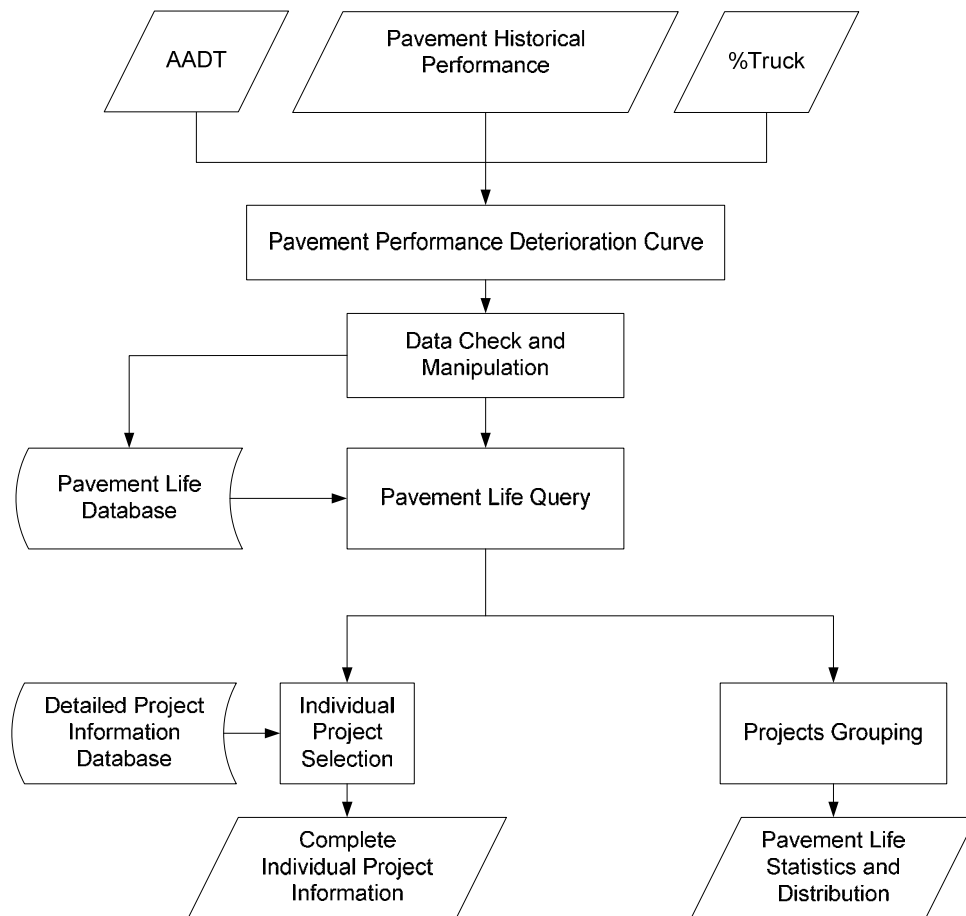 AADT
Pavement Historical
Performance
%Truck
Pavement Performance Deterioration Curve
Data Check and
Manipulation
Pavement Life
Database
Pavement Life Query
Detailed Project
Information
Database
Individual
Project
Selection
Projects Grouping
Complete
Individual Project
Information
Pavement Life
Statistics and
Distribution